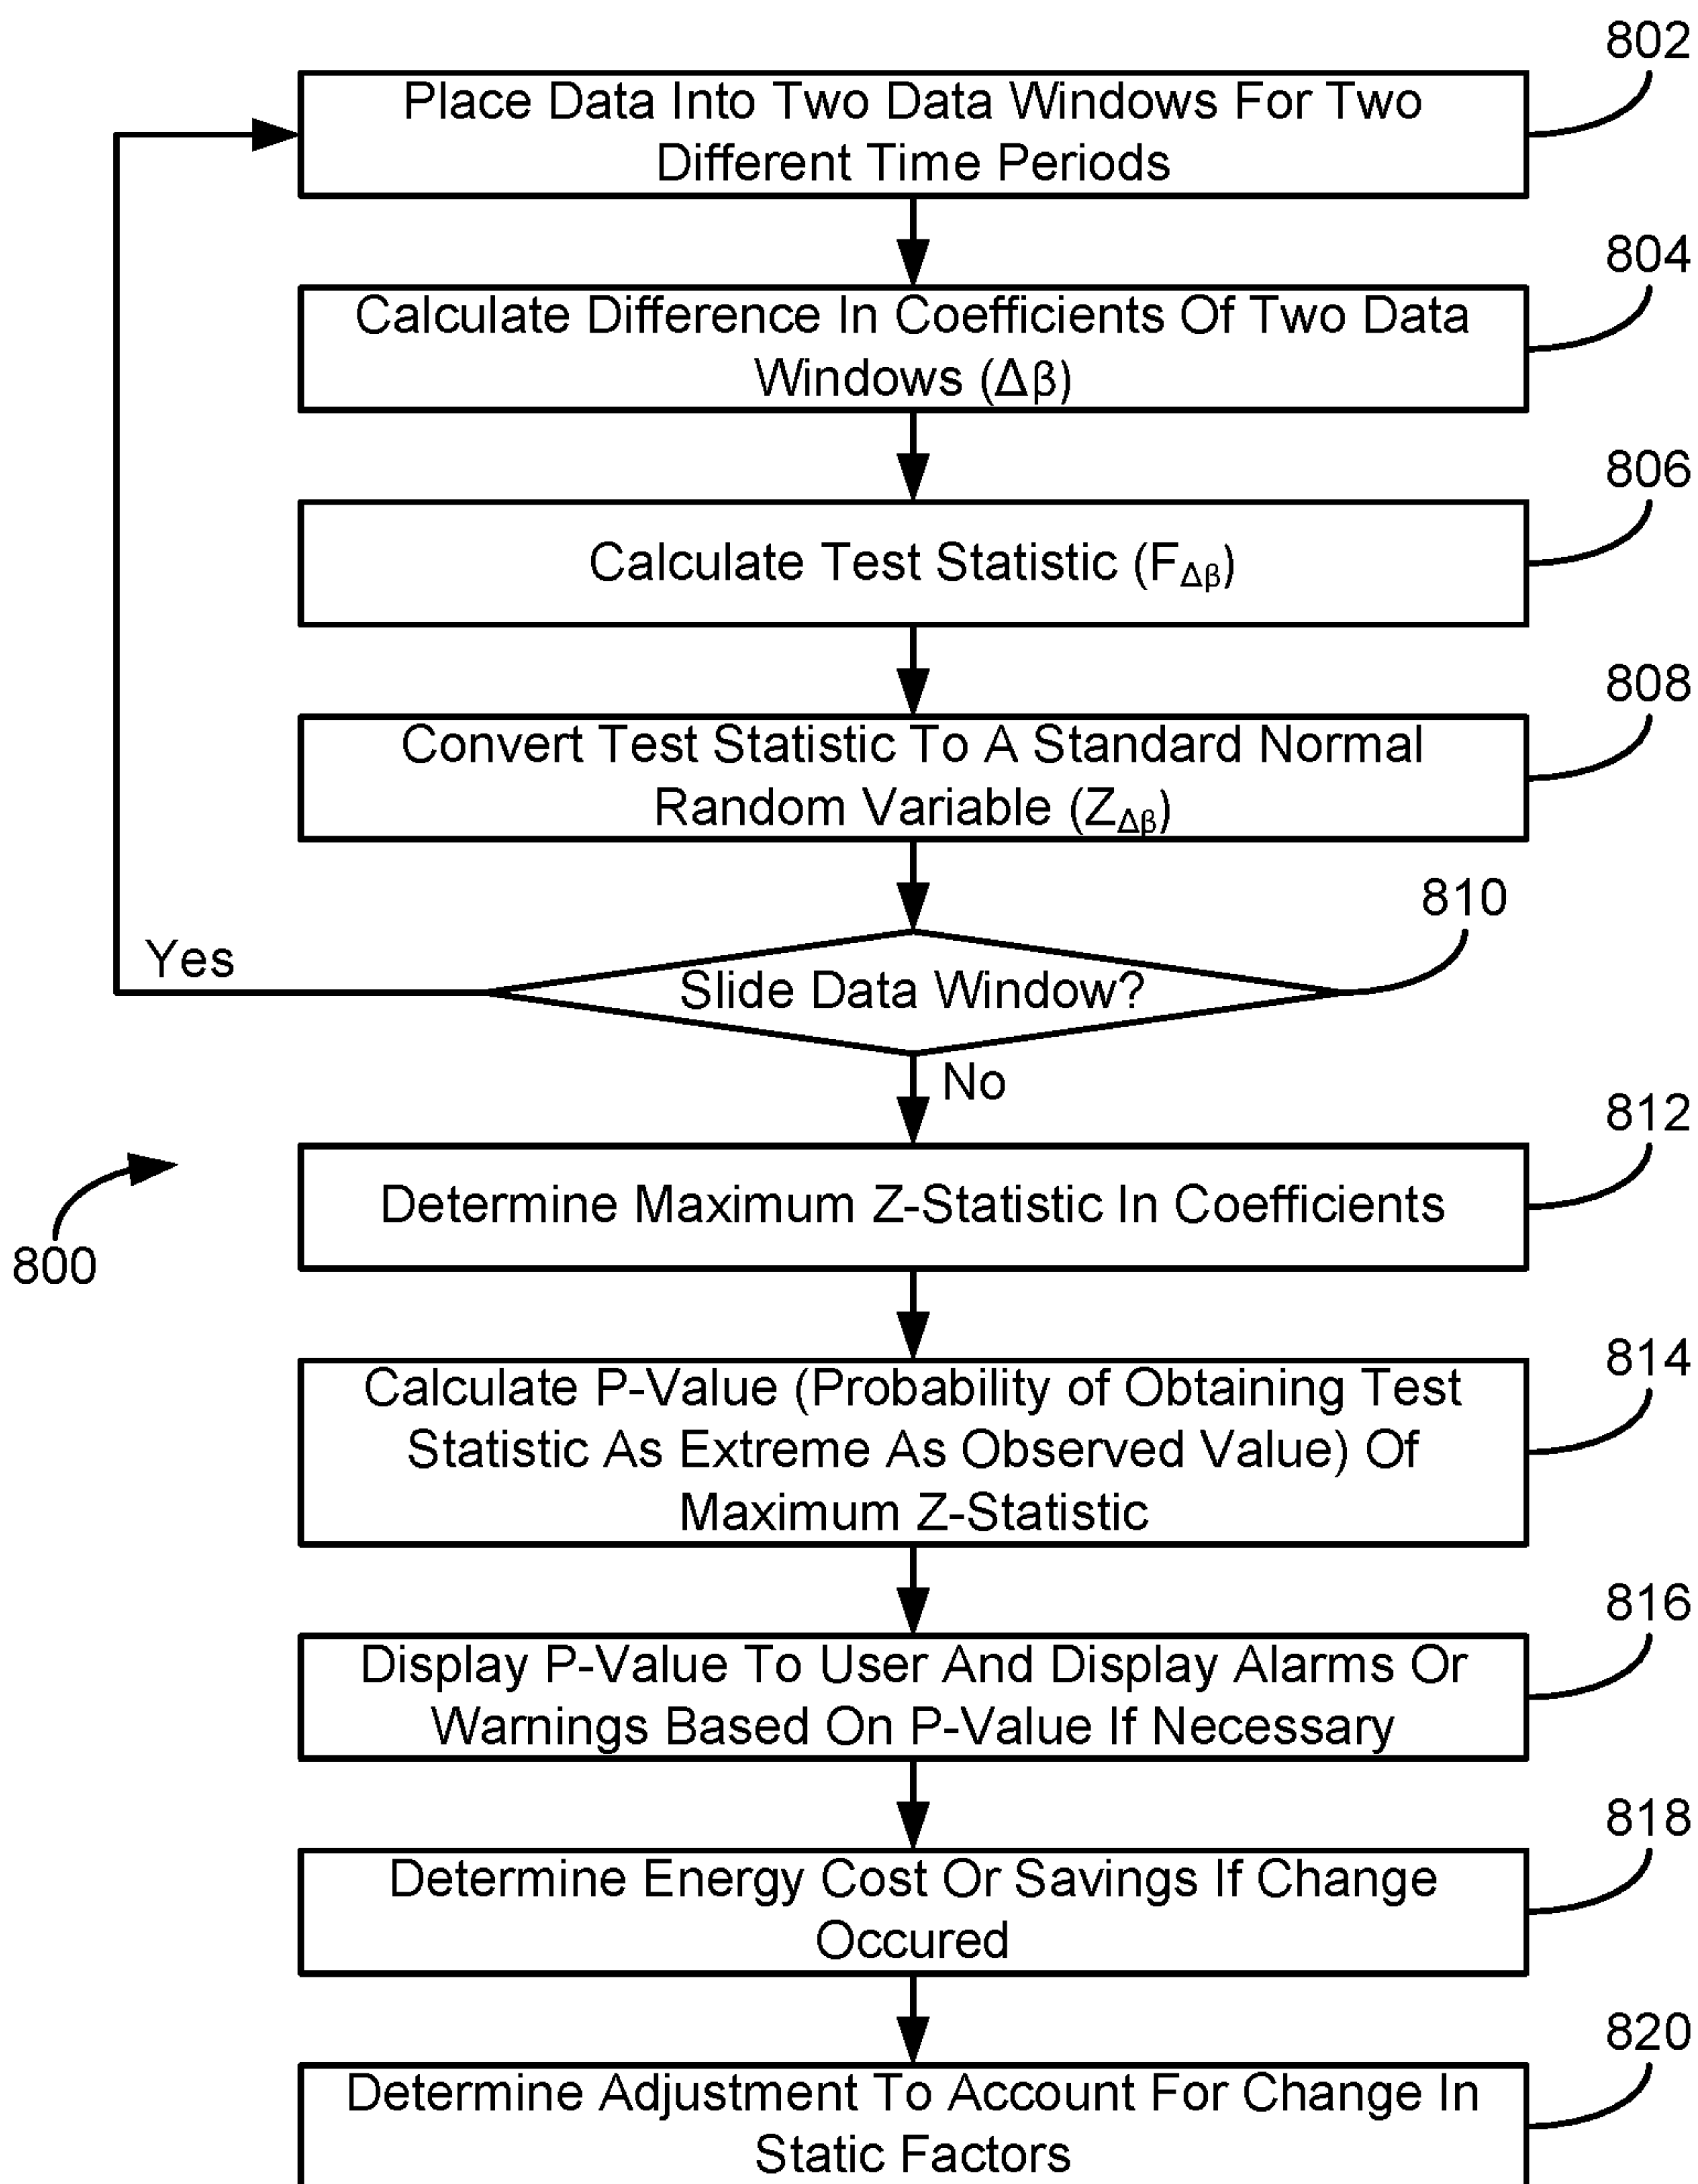 802
Place Data Into Two Data Windows For Two
Different Time Periods
804
Calculate Difference In Coefficients Of Two Data
Windows (Δβ)
806
Calculate Test Statistic (FΔβ)
808
Convert Test Statistic To A Standard Normal
Random Variable (ZΔβ)
810
Yes
Slide Data Window?
No
812
Determine Maximum Z-Statistic In Coefficients
800
814
Calculate P-Value (Probability of Obtaining Test
Statistic As Extreme As Observed Value) Of
Maximum Z-Statistic
816
Display P-Value To User And Display Alarms Or
Warnings Based On P-Value If Necessary
818
Determine Energy Cost Or Savings If Change
Occured
820
Determine Adjustment To Account For Change In
Static Factors